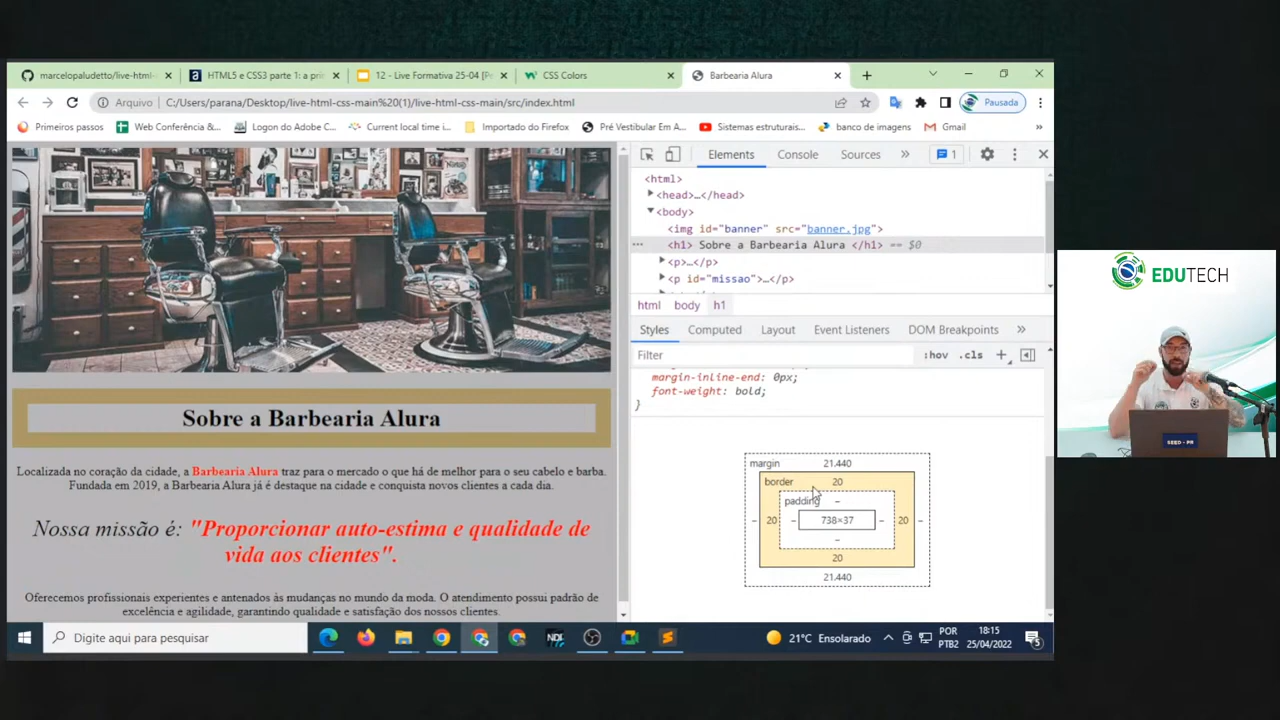 marcelopaludetto/live-html-
HTML5 e CSS3 parte 1: a pri
12 - Live Formativa 25-04 [P
CSS Colors
Barbearia Alura
Arquivo
C:/Users/parana/Desktop/live-html-css-main%20(1)/live-html-css-main/src/index.html
Pausada
Primeiros passos
Web Conferência &...
Logon do Adobe C...
Current local time i...
Importado do Firefox
Pré Vestibular Em A...
Sistemas estruturais...
banco de imagens
Gmail
»
Elements
Console
Sources
»
1
<html>
<head>…</head>
<body>
<img id="banner" src="banner.jpg">
<h1> Sobre a Barbearia Alura </h1> == $0
<p>…</p>
<p id="missao">…</p>
html body h1
Styles
Computed
Layout
Event Listeners
DOM Breakpoints
»
Filter
:hov .cls
margin-inline-end: 0px;
font-weight: bold;
}
margin 21.440
border 20
padding -
- 20 - 738×37 - 20 -
-
20
21.440
Sobre a Barbearia Alura
Localizada no coração da cidade, a Barbearia Alura traz para o mercado o que há de melhor para o seu cabelo e barba.
Fundada em 2019, a Barbearia Alura já é destaque na cidade e conquista novos clientes a cada dia.
Nossa missão é: "Proporcionar auto-estima e qualidade de
vida aos clientes".
Oferecemos profissionais experientes e antenados às mudanças no mundo da moda. O atendimento possui padrão de
excelência e agilidade, garantindo qualidade e satisfação dos nossos clientes.
Digite aqui para pesquisar
NDI
21°C Ensolarado
POR
PTB2
18:15
25/04/2022
5
EDUTECH
SEED - PR